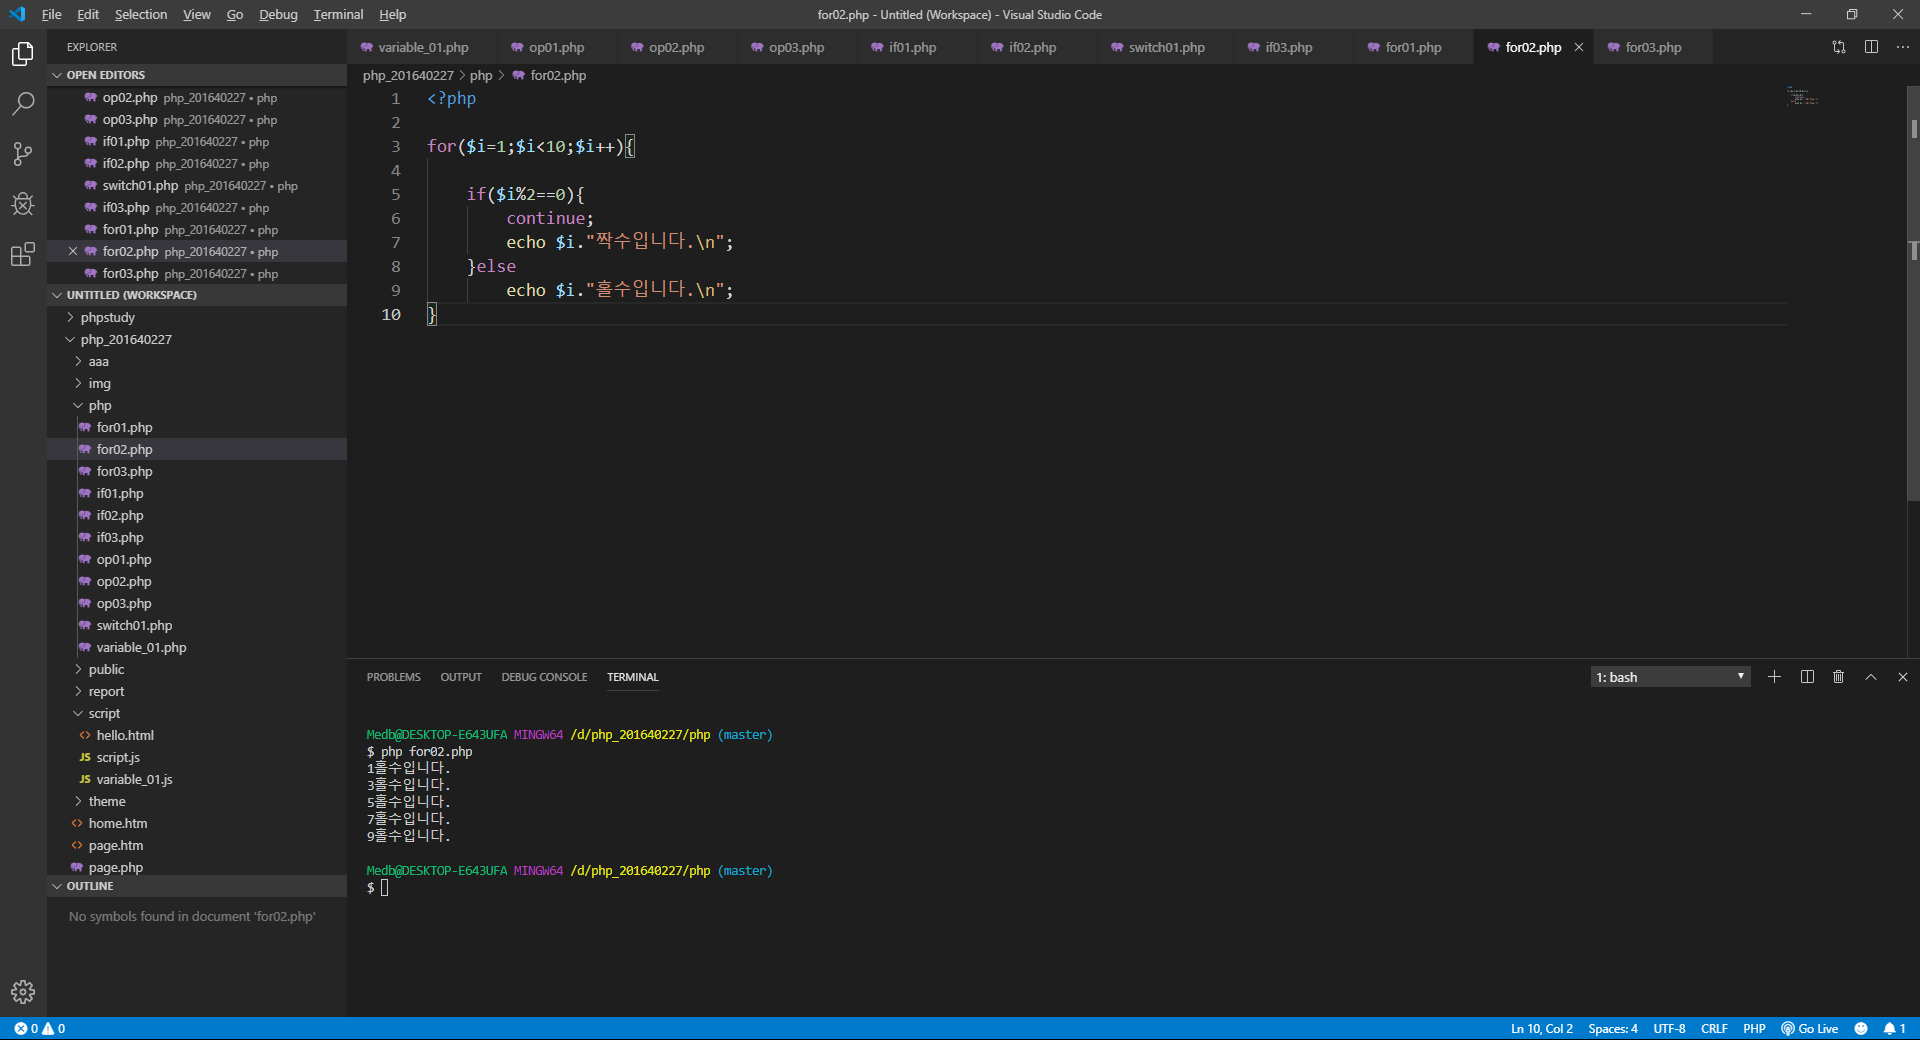 File Edit Selection View Go Debug Terminal Help
for02.php - Untitled (Workspace) - Visual Studio Code
EXPLORER
OPEN EDITORS
op02.php php_201640227 • php
op03.php php_201640227 • php
if01.php php_201640227 • php
if02.php php_201640227 • php
switch01.php php_201640227 • php
if03.php php_201640227 • php
for01.php php_201640227 • php
for02.php php_201640227 • php
for03.php php_201640227 • php
UNTITLED (WORKSPACE)
phpstudy
php_201640227
aaa
img
php
for01.php
for02.php
for03.php
if01.php
if02.php
if03.php
op01.php
op02.php
op03.php
switch01.php
variable_01.php
public
report
script
<> hello.html
JS script.js
JS variable_01.js
theme
<> home.htm
<> page.htm
page.php
OUTLINE
No symbols found in document 'for02.php'
variable_01.php op01.php op02.php op03.php if01.php if02.php switch01.php if03.php for01.php for02.php for03.php
php_201640227 > php > for02.php
1 <?php
2
3 for($i=1;$i<10;$i++){
4
5 if($i%2==0){
6 continue;
7 echo $i."짝수입니다.\n";
8 }else
9 echo $i."홀수입니다.\n";
10 }
PROBLEMS OUTPUT DEBUG CONSOLE TERMINAL
1: bash
Medb@DESKTOP-E643UFA MINGW64 /d/php_201640227/php (master)
$ php for02.php
1홀수입니다.
3홀수입니다.
5홀수입니다.
7홀수입니다.
9홀수입니다.
Medb@DESKTOP-E643UFA MINGW64 /d/php_201640227/php (master)
$
0 0
Ln 10, Col 2 Spaces: 4 UTF-8 CRLF PHP Go Live 1